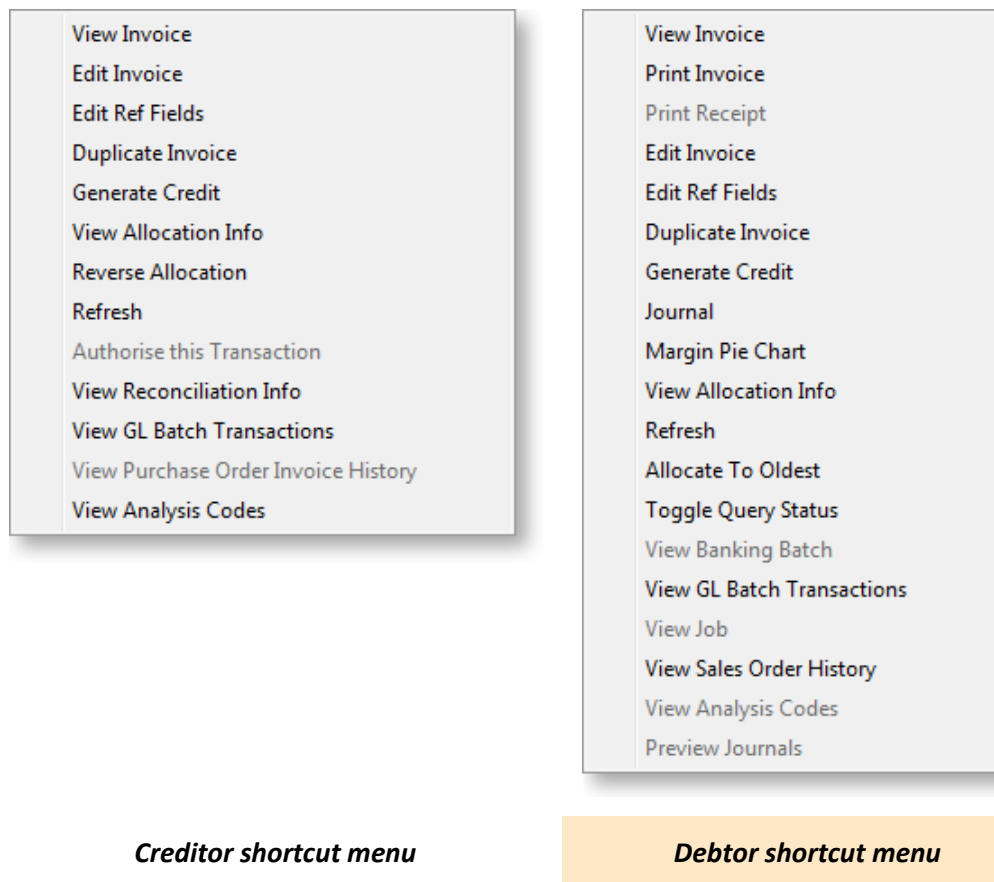 View Invoice
Edit Invoice
Edit Ref Fields
Duplicate Invoice
Generate Credit
View Allocation Info
Reverse Allocation
Refresh
Authorise this Transaction
View Reconciliation Info
View GL Batch Transactions
View Purchase Order Invoice History
View Analysis Codes
Creditor shortcut menu
View Invoice
Print Invoice
Print Receipt
Edit Invoice
Edit Ref Fields
Duplicate Invoice
Generate Credit
Journal
Margin Pie Chart
View Allocation Info
Refresh
Allocate To Oldest
Toggle Query Status
View Banking Batch
View GL Batch Transactions
View Job
View Sales Order History
View Analysis Codes
Preview Journals
Debtor shortcut menu